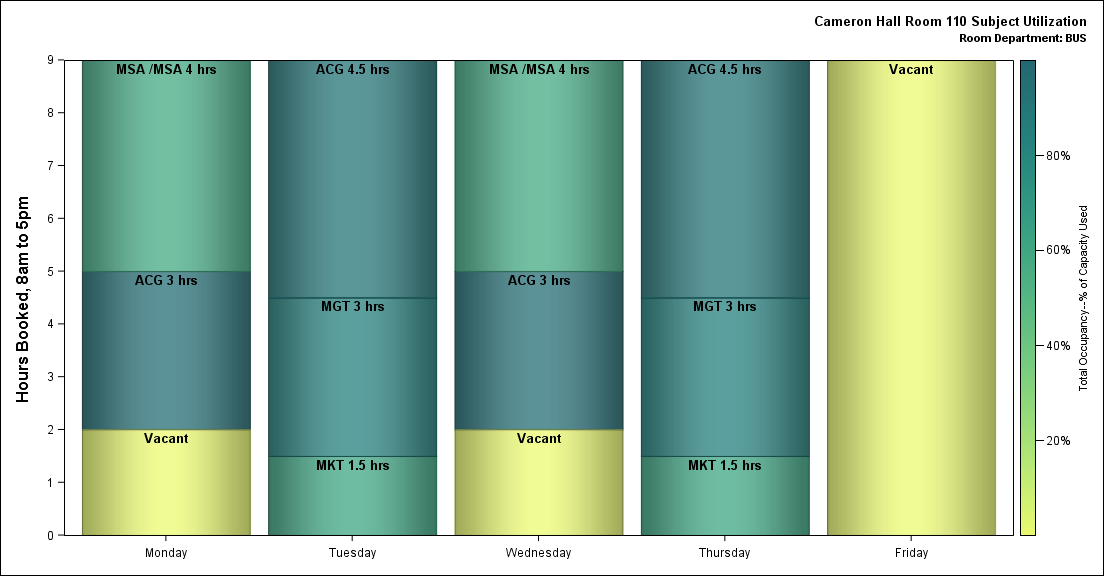 Cameron Hall Room 110 Subject Utilization
Room Department: BUS
Hours Booked, 8am to 5pm
9
8
7
6
5
4
3
2
1
0
MSA /MSA 4 hrs
ACG 3 hrs
Vacant
ACG 4.5 hrs
MGT 3 hrs
MKT 1.5 hrs
MSA /MSA 4 hrs
ACG 3 hrs
Vacant
ACG 4.5 hrs
MGT 3 hrs
MKT 1.5 hrs
Vacant
Monday
Tuesday
Wednesday
Thursday
Friday
80%
60%
40%
20%
Total Occupancy--% of Capacity Used